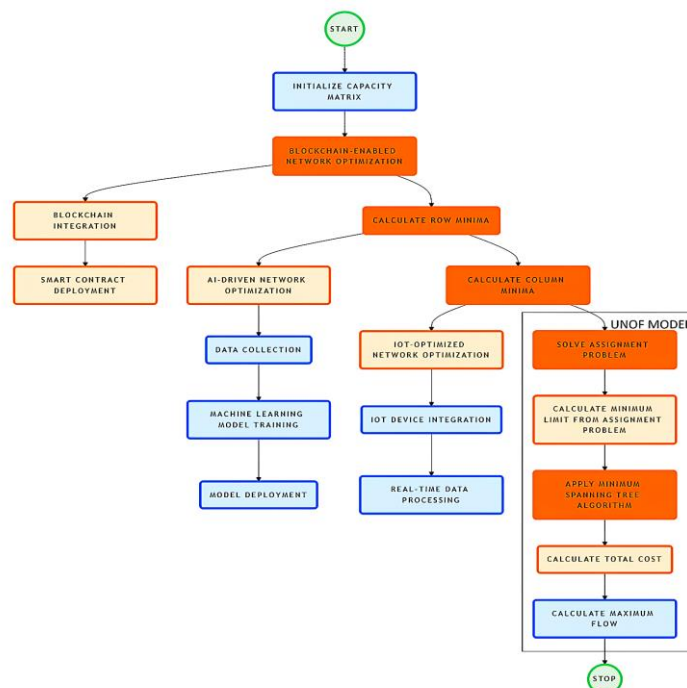 START
INITIALIZE CAPACITY
MATRIX
BLOCKCHAIN-ENABLED
NETWORK OPTIMIZATION
BLOCKCHAIN
INTEGRATION
CALCULATE ROW MINIMA
SMART CONTRACT
DEPLOYMENT
AI-DRIVEN NETWORK
OPTIMIZATION
CALCULATE COLUMN
MINIMA
UNOF MODEL
DATA COLLECTION
IOT-OPTIMIZED
NETWORK OPTIMIZATION
SOLVE ASSIGNMENT
PROBLEM
MACHINE LEARNING
MODEL TRAINING
IOT DEVICE INTEGRATION
CALCULATE MINIMUM
LIMIT FROM ASSIGNMENT
PROBLEM
MODEL DEPLOYMENT
REAL-TIME DATA
PROCESSING
APPLY MINIMUM
SPANNING TREE
ALGORITHM
CALCULATE TOTAL COST
CALCULATE MAXIMUM
FLOW
STOP